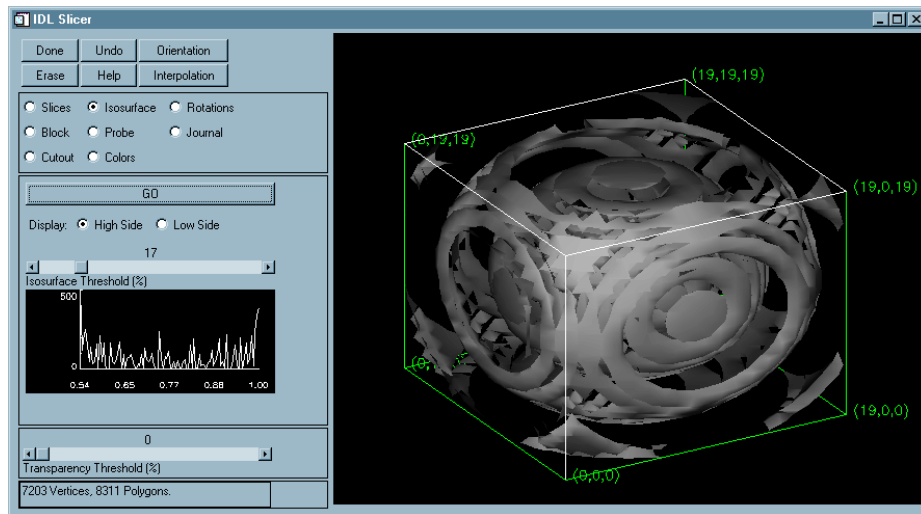 IDL Slicer
Done Undo Orientation
Erase Help Interpolation
Slices Isosurface Rotations
Block Probe Journal
Cutout Colors
GO
Display: High Side Low Side
17
Isosurface Threshold (%)
500
0
0.54 0.65 0.77 0.88 1.00
0
Transparency Threshold (%)
7203 Vertices, 8311 Polygons.
(19,19,19)
(0,19,19)
(19,0,19)
(19,0,0)
(0,0,0)